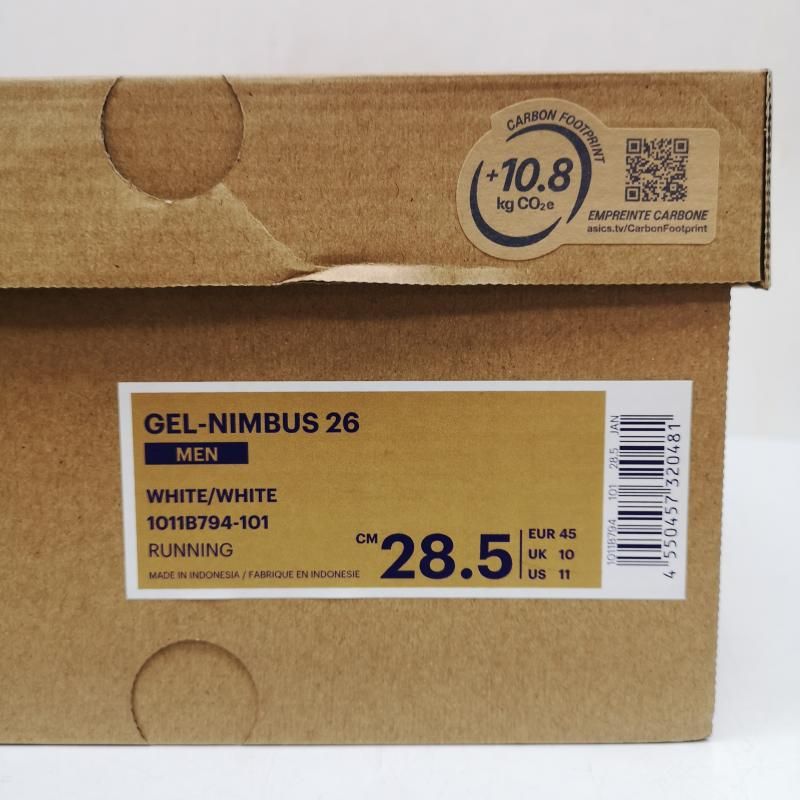 CARBON FOOTPRINT
+10.8
kg CO₂e
EMPREINTE CARBONE
asics.tv/CarbonFootprint
GEL-NIMBUS 26
MEN
WHITE/WHITE
1011B794-101
RUNNING
MADE IN INDONESIA / FABRIQUE EN INDONESIE
CM 28.5
EUR 45
UK 10
US 11
1011B794 101 28.5 JAN
4 550457 320481